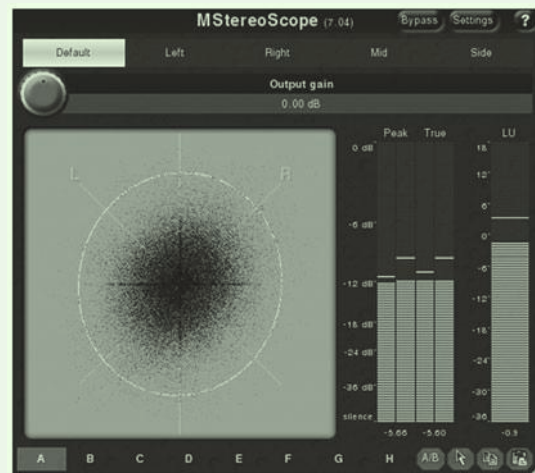 MStereoScope (7.04) Bypass Settings ?
Default Left Right Mid Side
Output gain
0.00 dB
Peak True LU
L R
0 dB
-6 dB
-12 dB
-18 dB
-24 dB
-36 dB
silence
18
12
6
0
-6
-12
-18
-24
-30
-36
-5.66 -5.60 -0.9
A B C D E F G H A/B